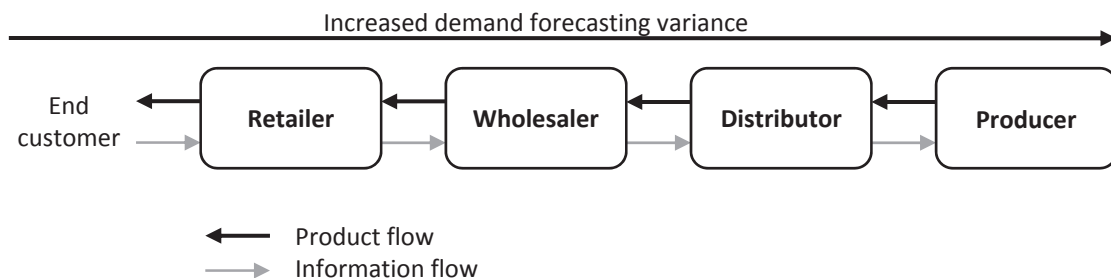 Increased demand forecasting variance
End
customer
Retailer
Wholesaler
Distributor
Producer
Product flow
Information flow